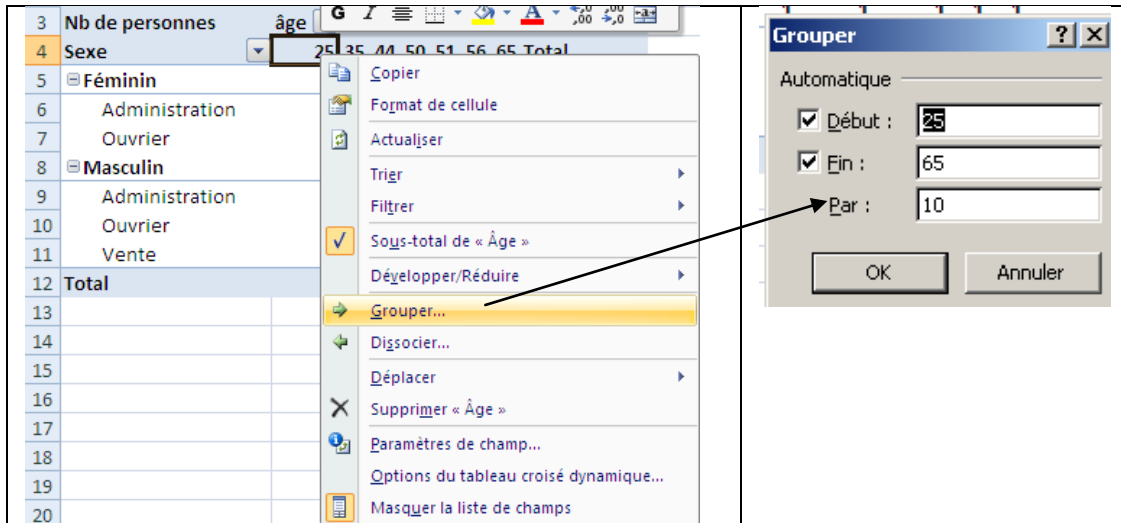 3 Nb de personnes âge
G I A ,00 ,00 ,0 a
4 Sexe 25 35 44 50 51 56 65 Total
5 Féminin
6 Administration
7 Ouvrier
8 Masculin
9 Administration
10 Ouvrier
11 Vente
12 Total
13
14
15
16
17
18
19
20
Copier
Format de cellule
Actualiser
Trier
Filtrer
Sous-total de « Âge »
Développer/Réduire
Grouper...
Dissocier...
Déplacer
Supprimer « Âge »
Paramètres de champ...
Options du tableau croisé dynamique...
Masquer la liste de champs
Grouper
Automatique
Début : 25
Fin : 65
Par : 10
OK Annuler